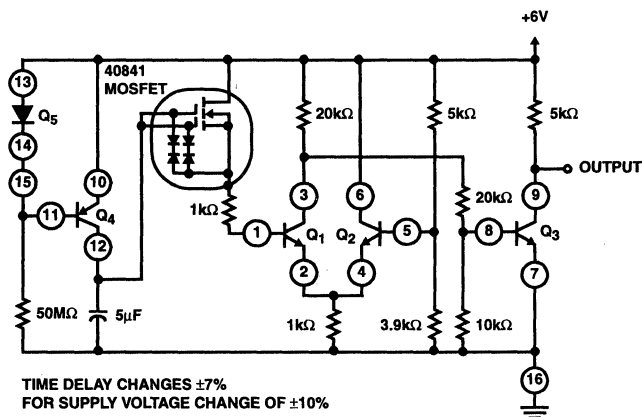 +6V
40841
MOSFET
13
Q5
14
15
11
10
Q4
12
50MΩ
5μF
1kΩ
1
20kΩ
3
Q1
2
6
Q2
4
5
1kΩ
5kΩ
3.9kΩ
20kΩ
8
10kΩ
5kΩ
OUTPUT
9
Q3
7
16
TIME DELAY CHANGES ±7%
FOR SUPPLY VOLTAGE CHANGE OF ±10%